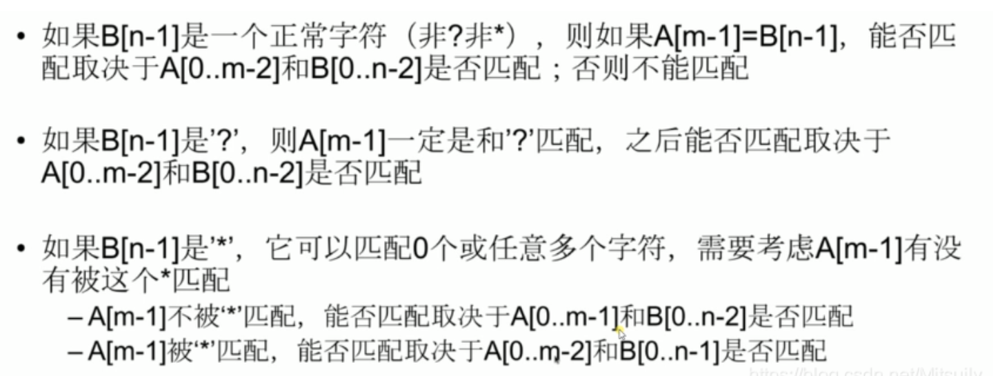 • 如果B[n-1]是一个正常字符（非?非*），则如果A[m-1]=B[n-1]，能否匹
配取决于A[0..m-2]和B[0..n-2]是否匹配；否则不能匹配
• 如果B[n-1]是’?’，则A[m-1]一定是和’?’匹配，之后能否匹配取决于
A[0..m-2]和B[0..n-2]是否匹配
• 如果B[n-1]是’*’，它可以匹配0个或任意多个字符，需要考虑A[m-1]有没
有被这个*匹配
– A[m-1]不被‘*’匹配，能否匹配取决于A[0..m-1]和B[0..n-2]是否匹配
– A[m-1]被‘*’匹配，能否匹配取决于A[0..m-2]和B[0..n-1]是否匹配
https://blog.csdn.net/Mitsuily